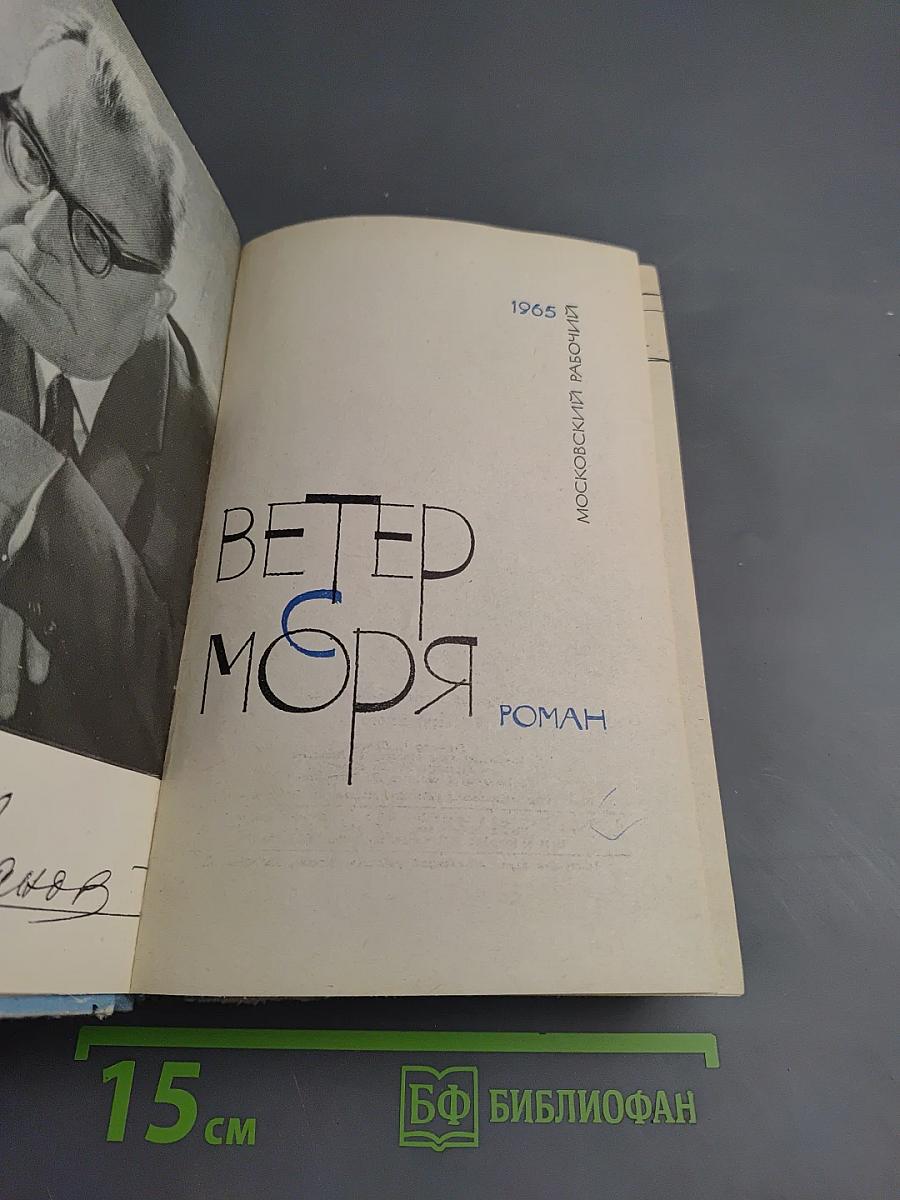 1965
МОСКОВСКИЙ РАБОЧИЙ
ВЕТЕР
С
МОРЯ
РОМАН
15 см
БФ БИБЛИОФАН